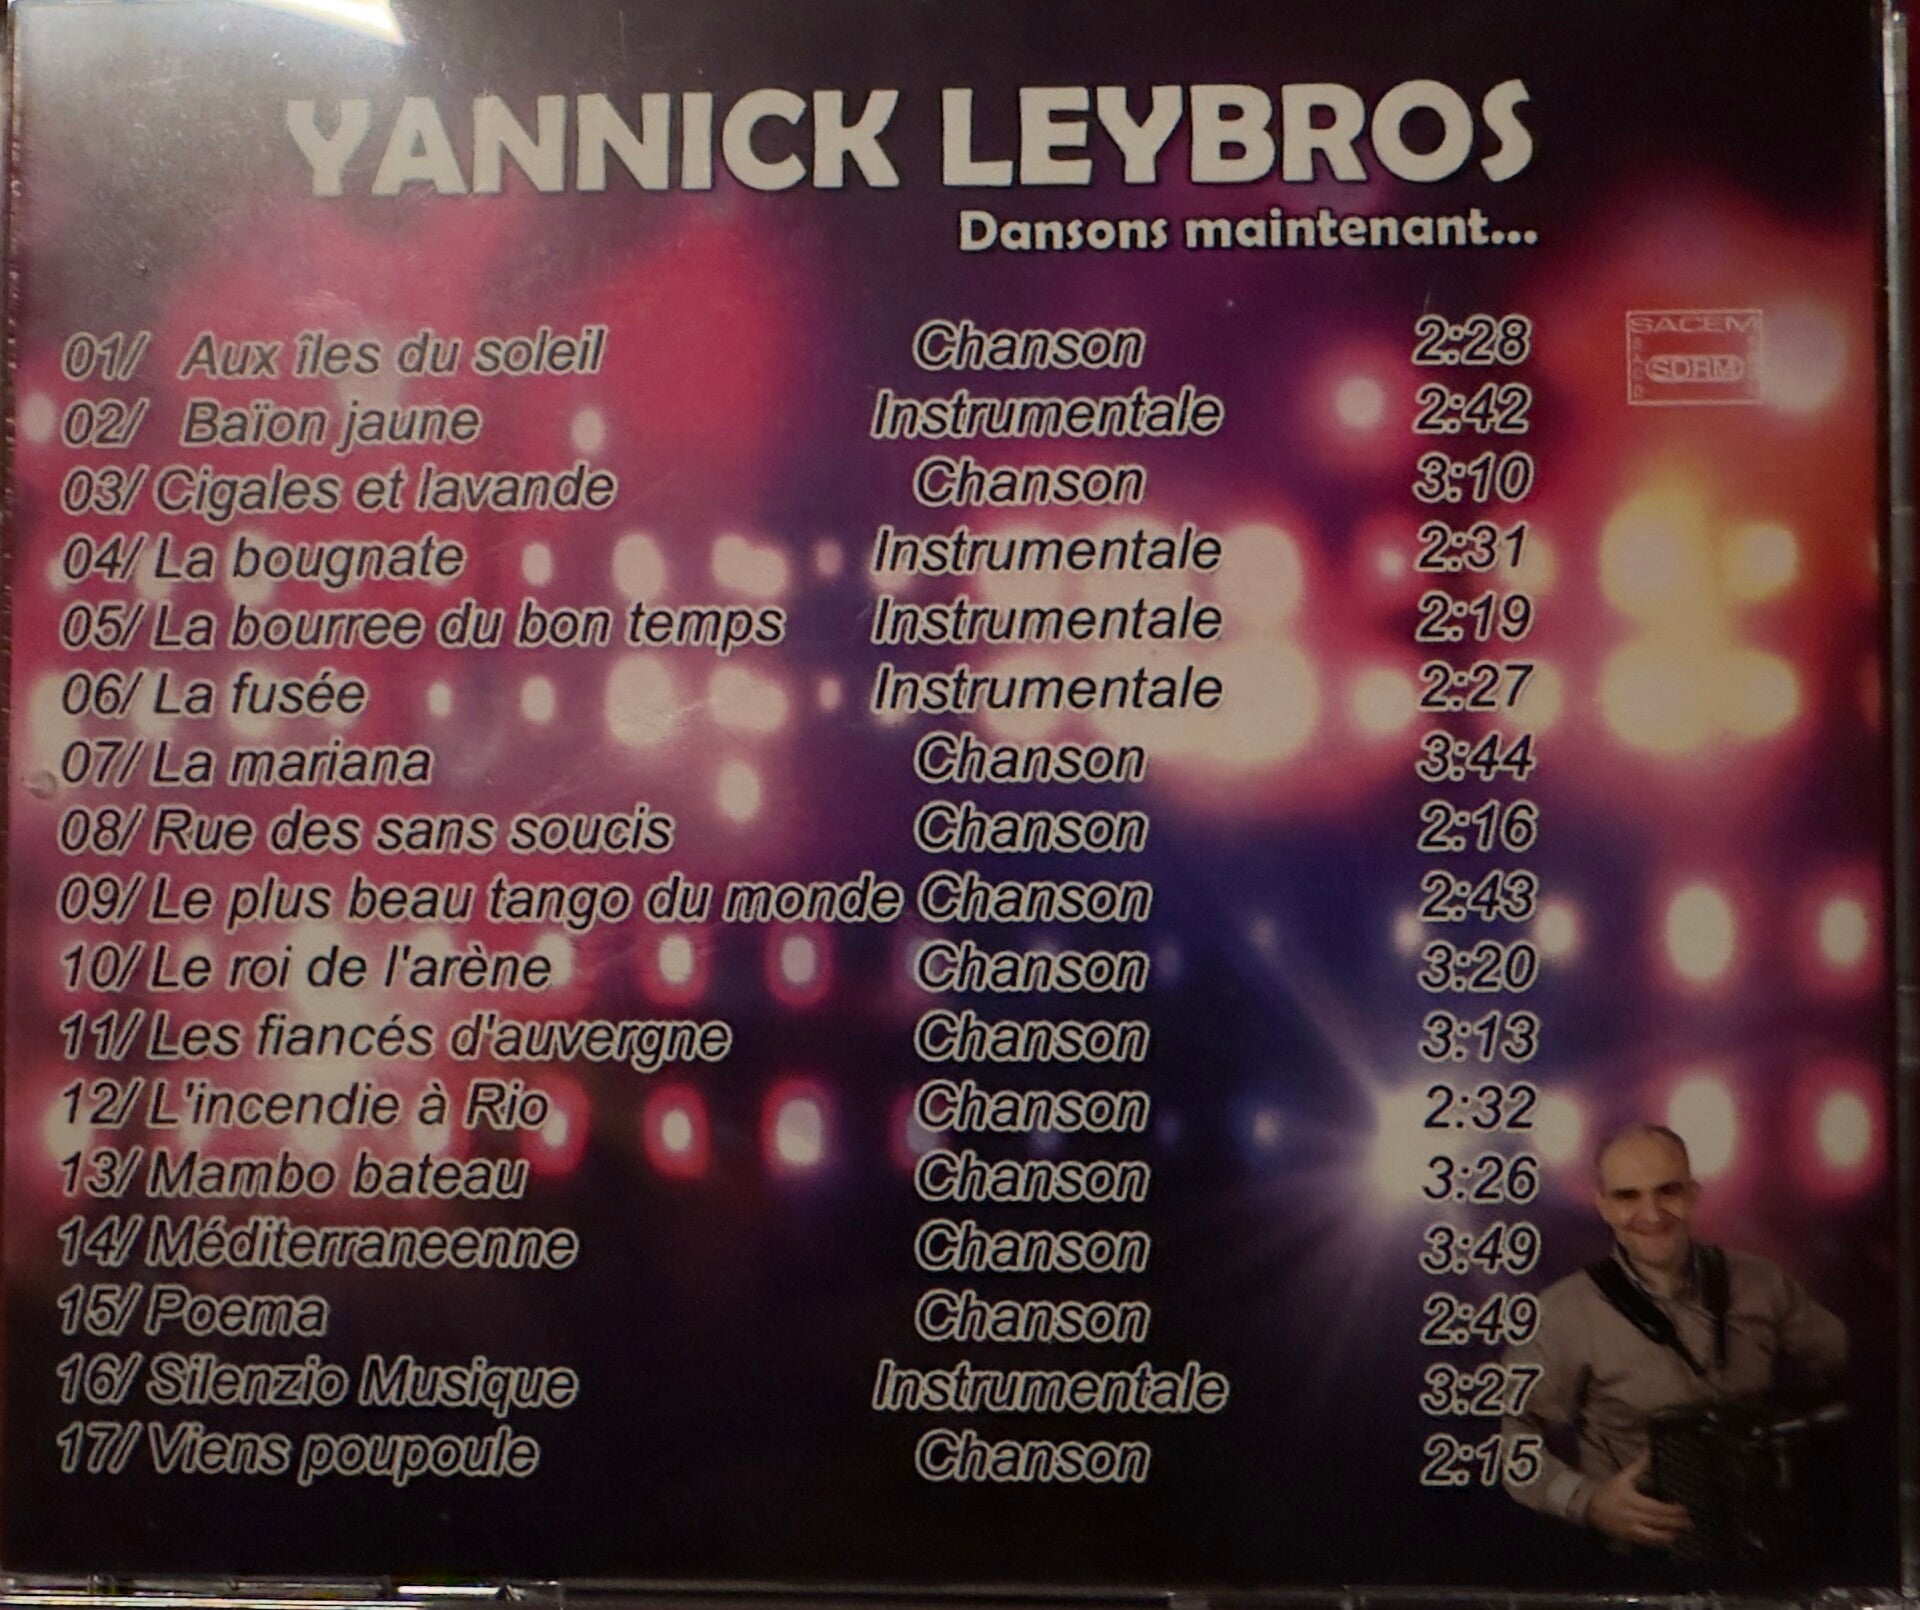 YANNICK LEYBROS
Dansons maintenant...
01/ Aux îles du soleil Chanson 2:28
02/ Baïon jaune Instrumentale 2:42
03/ Cigales et lavande Chanson 3:10
04/ La bougnate Instrumentale 2:31
05/ La bourree du bon temps Instrumentale 2:19
06/ La fusée Instrumentale 2:27
07/ La mariana Chanson 3:44
08/ Rue des sans soucis Chanson 2:16
09/ Le plus beau tango du monde Chanson 2:43
10/ Le roi de l'arène Chanson 3:20
11/ Les fiancés d'auvergne Chanson 3:13
12/ L'incendie à Rio Chanson 2:32
13/ Mambo bateau Chanson 3:26
14/ Méditerraneenne Chanson 3:49
15/ Poema Chanson 2:49
16/ Silenzio Musique Instrumentale 3:27
17/ Viens poupoule Chanson 2:15
SACEM
SDRM